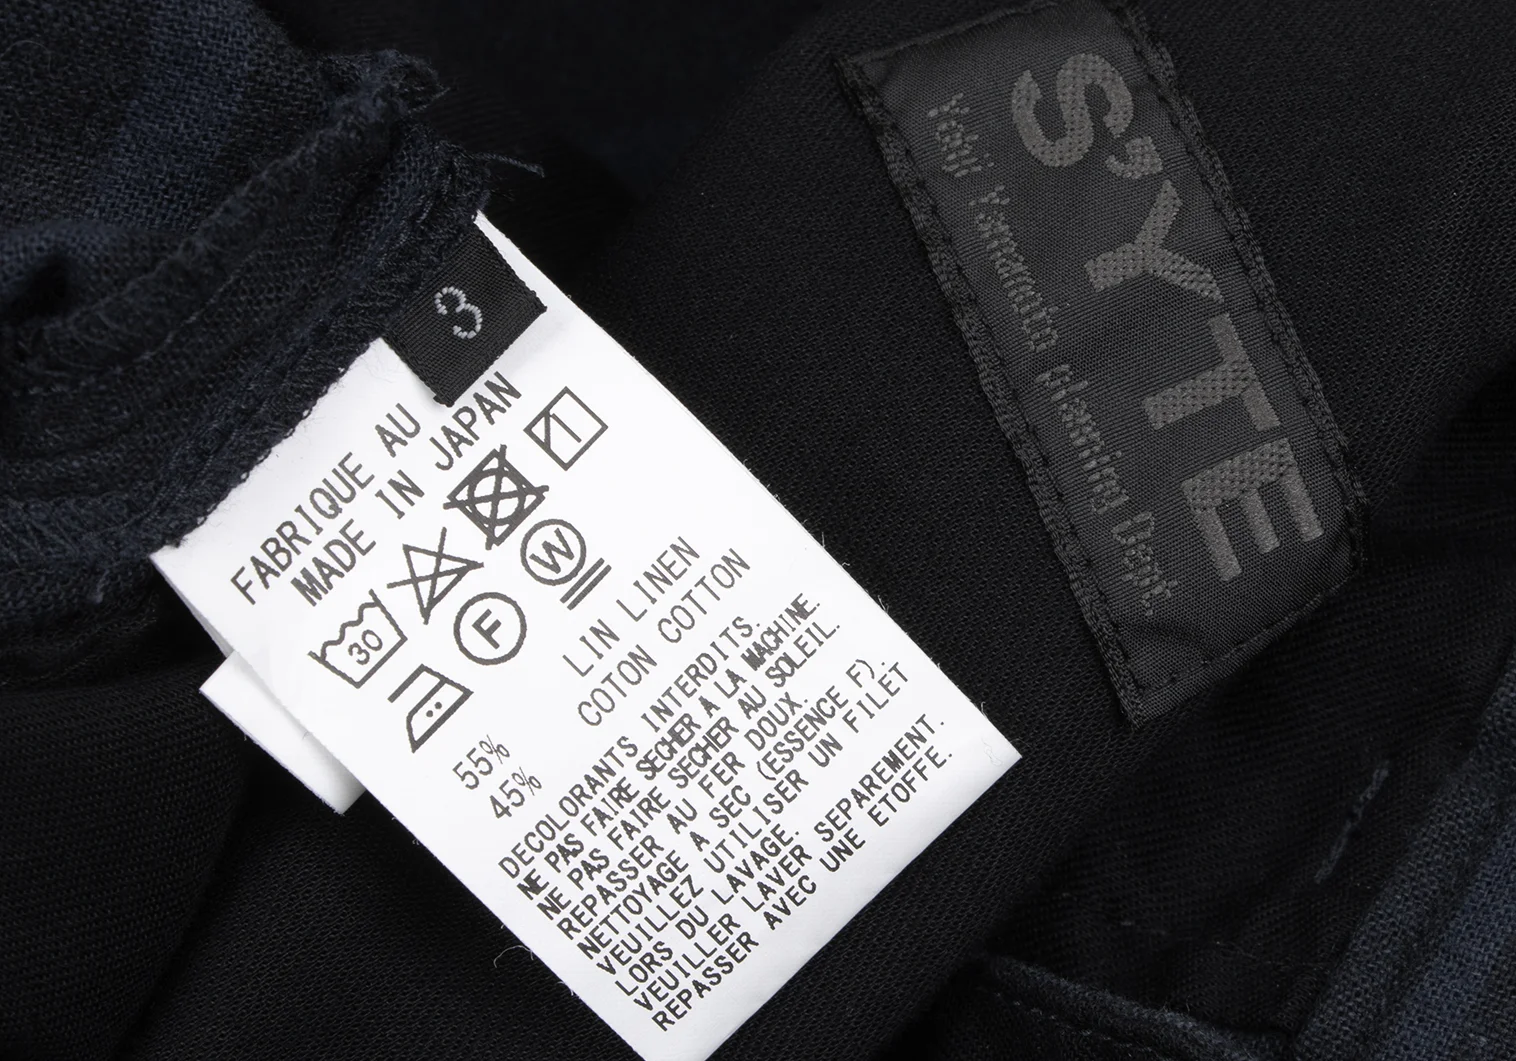 3
FABRIQUE AU
MADE IN JAPAN
30
F
W
55% LIN LINEN
45% COTON COTTON
DECOLORANTS INTERDITS.
NE PAS FAIRE SECHER A LA MACHINE.
NE PAS FAIRE SECHER AU SOLEIL.
REPASSER AU FER DOUX.
NETTOYAGE A SEC (ESSENCE F).
VEUILLEZ UTILISER UN FILET
LORS DU LAVAGE.
VEUILLER LAVER SEPAREMENT.
REPASSER AVEC UNE ETOFFE.
S'YTE
Yohji Yamamoto Planning Dept.